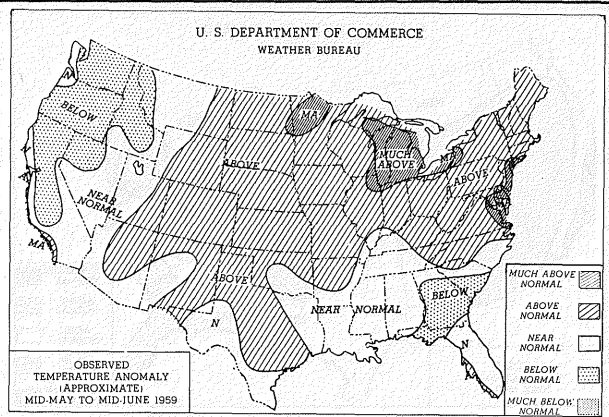 U. S. DEPARTMENT OF COMMERCE
WEATHER BUREAU
N
BELOW
MA
MUCH
ABOVE
ABOVE
ABOVE
N
NEAR
NORMAL
MA
ABOVE
BELOW
NEAR NORMAL
N
N
OBSERVED
TEMPERATURE ANOMALY
(APPROXIMATE)
MID-MAY TO MID-JUNE 1959
MUCH ABOVE
NORMAL
ABOVE
NORMAL
NEAR
NORMAL
BELOW
NORMAL
MUCH BELOW
NORMAL